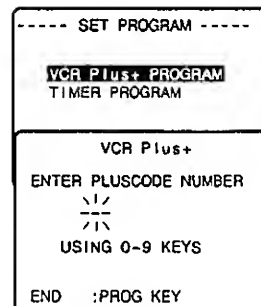 ----- SET PROGRAM -----
VCR Plus+ PROGRAM
TIMER PROGRAM
VCR Plus+
ENTER PLUSCODE NUMBER
---
USING 0-9 KEYS
END :PROG KEY